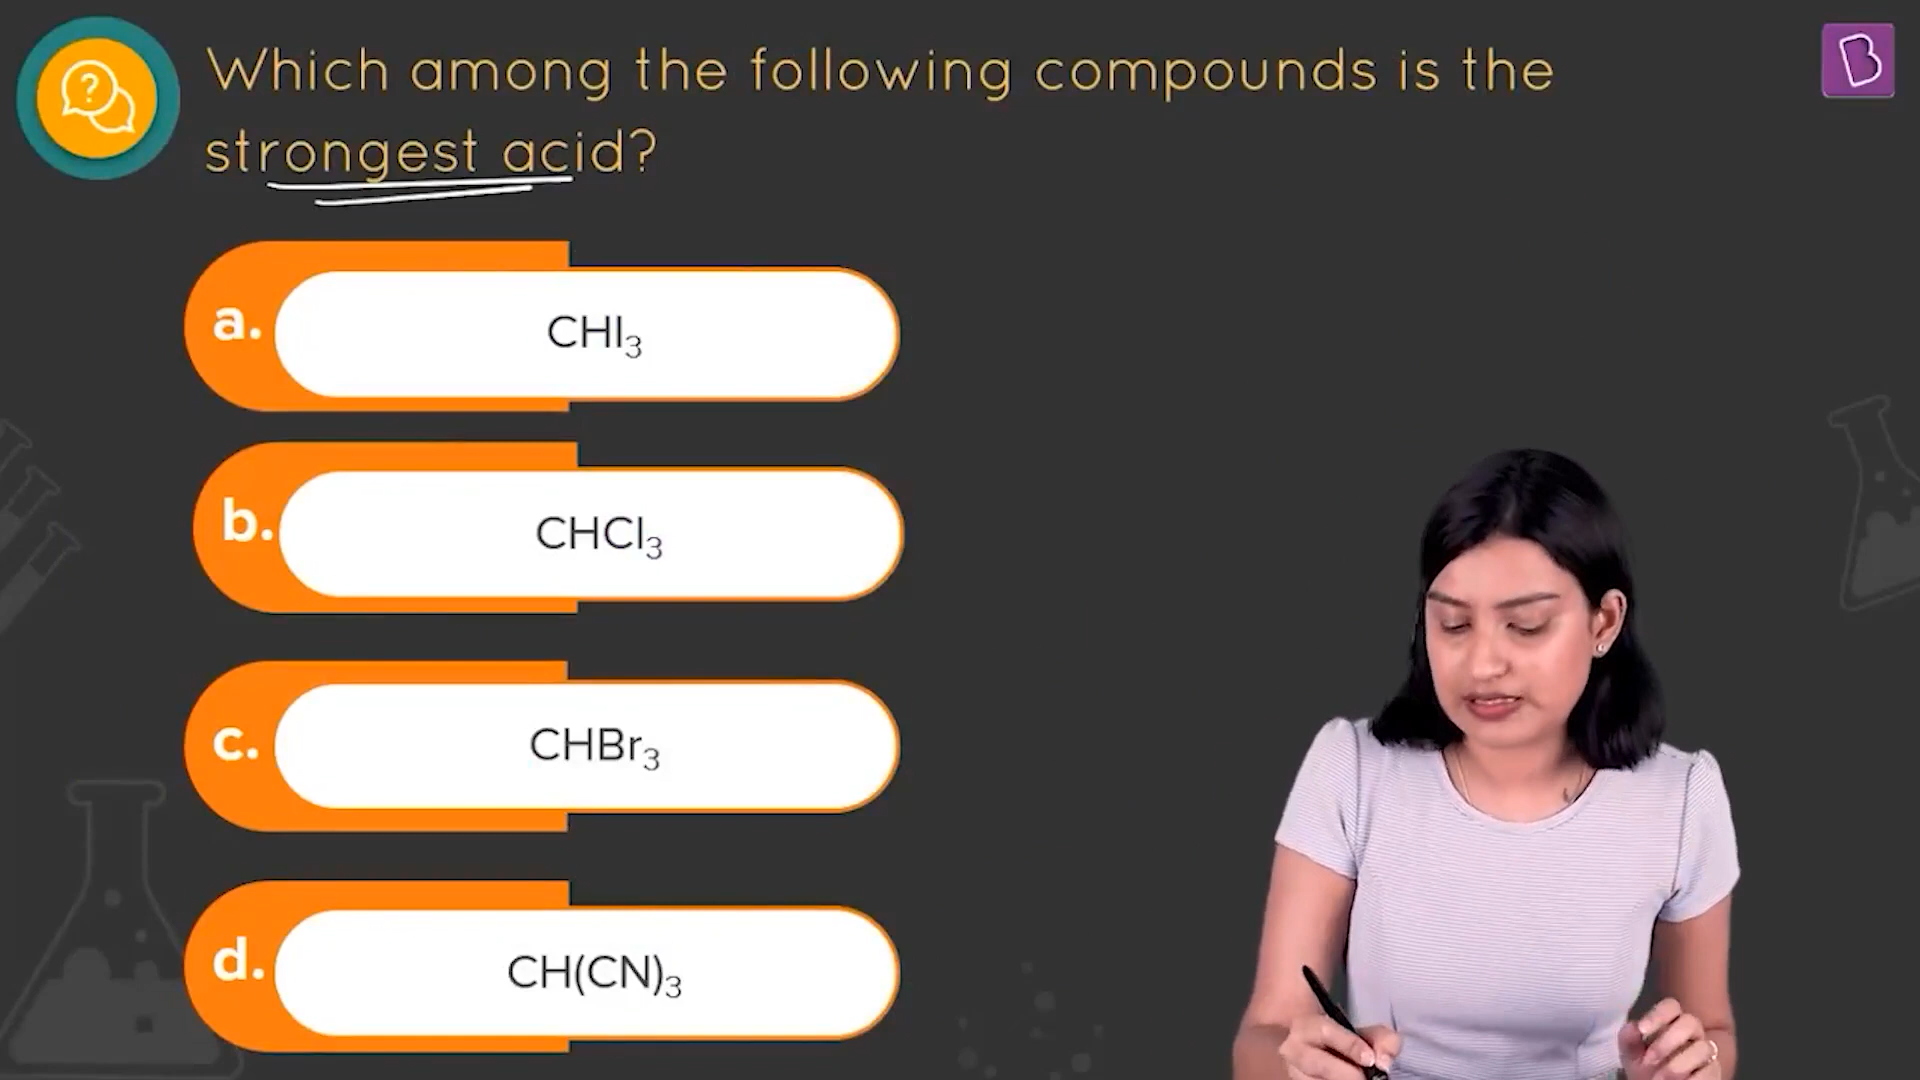 Which among the following compounds is the
strongest acid?
?
B
a. CHI₃
b. CHCl₃
c. CHBr₃
d. CH(CN)₃